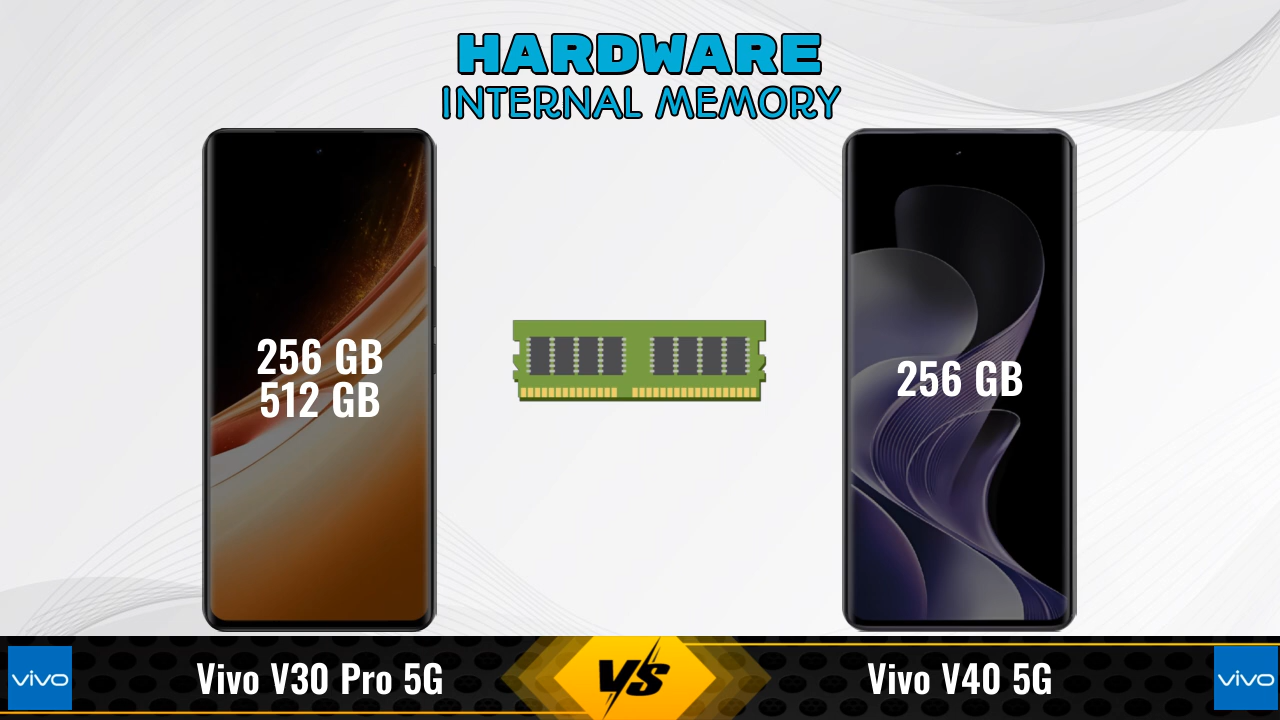 HARDWARE
INTERNAL MEMORY
256 GB
512 GB
256 GB
vivo
Vivo V30 Pro 5G
VS
Vivo V40 5G
vivo